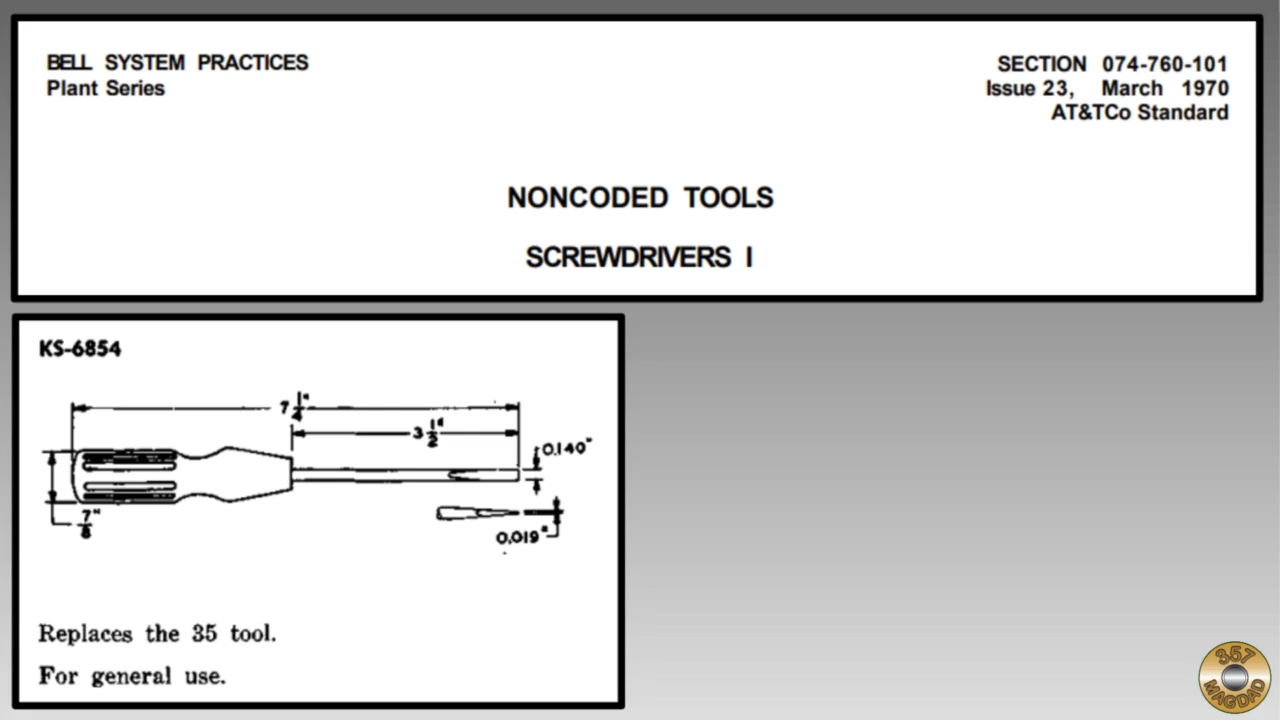 BELL SYSTEM PRACTICES
Plant Series
SECTION 074-760-101
Issue 23, March 1970
AT&TCo Standard
NONCODED TOOLS
SCREWDRIVERS I
KS-6854
7 1/4"
3 1/2"
0.140"
7/8"
0.019"
Replaces the 35 tool.
For general use.
357
MAGDAD